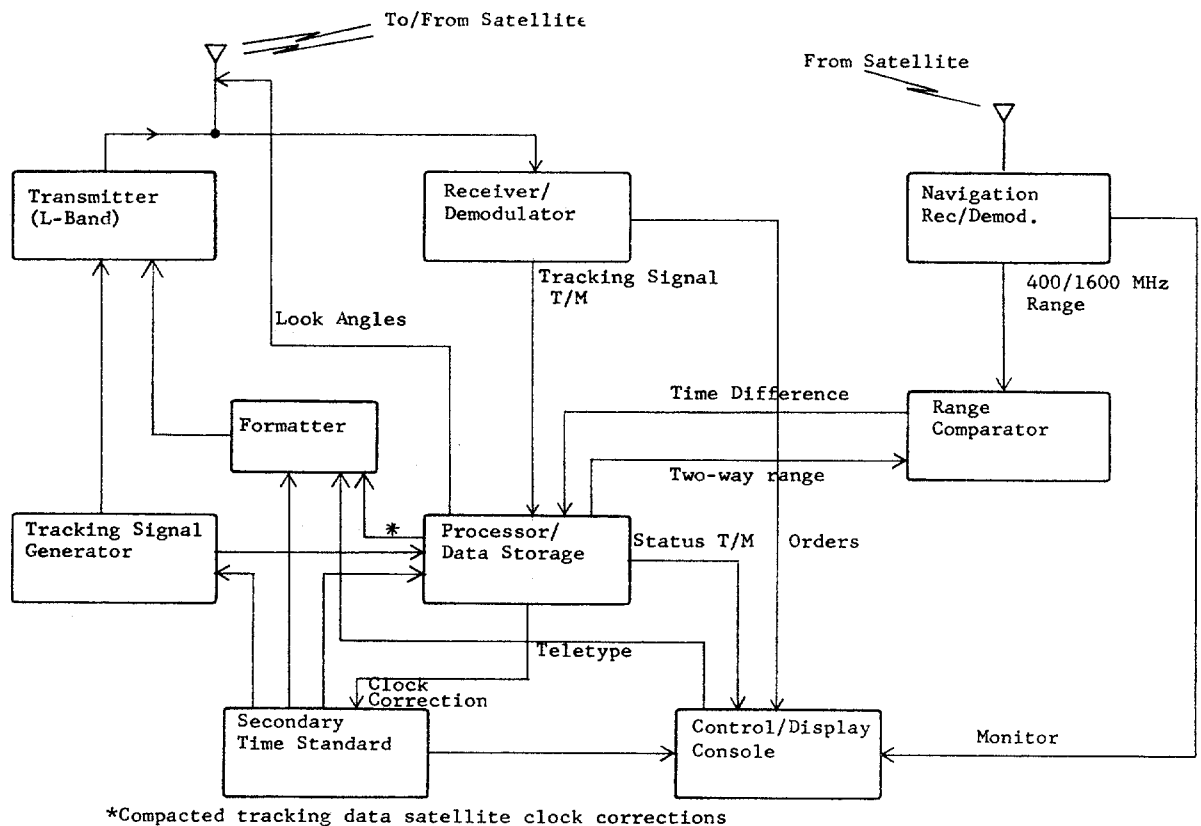 To/From Satellite
From Satellite
Transmitter
(L-Band)
Receiver/
Demodulator
Navigation
Rec/Demod.
Tracking Signal
T/M
400/1600 MHz
Range
Look Angles
Time Difference
Range
Comparator
Formatter
Two-way range
Tracking Signal
Generator
*
Processor/
Data Storage
Status T/M
Orders
Teletype
Clock
Correction
Secondary
Time Standard
Control/Display
Console
Monitor
*Compacted tracking data satellite clock corrections